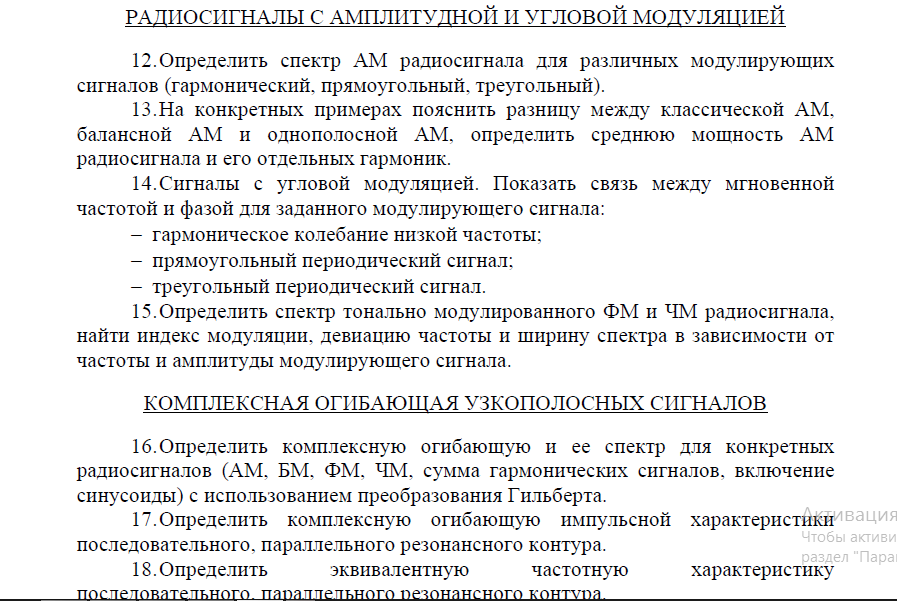 РАДИОСИГНАЛЫ С АМПЛИТУДНОЙ И УГЛОВОЙ МОДУЛЯЦИЕЙ
12.Определить спектр АМ радиосигнала для различных модулирующих
сигналов (гармонический, прямоугольный, треугольный).
13.На конкретных примерах пояснить разницу между классической АМ,
балансной АМ и однополосной АМ, определить среднюю мощность АМ
радиосигнала и его отдельных гармоник.
14.Сигналы с угловой модуляцией. Показать связь между мгновенной
частотой и фазой для заданного модулирующего сигнала:
– гармоническое колебание низкой частоты;
– прямоугольный периодический сигнал;
– треугольный периодический сигнал.
15.Определить спектр тонально модулированного ФМ и ЧМ радиосигнала,
найти индекс модуляции, девиацию частоты и ширину спектра в зависимости от
частоты и амплитуды модулирующего сигнала.
КОМПЛЕКСНАЯ ОГИБАЮЩАЯ УЗКОПОЛОСНЫХ СИГНАЛОВ
16.Определить комплексную огибающую и ее спектр для конкретных
радиосигналов (АМ, БМ, ФМ, ЧМ, сумма гармонических сигналов, включение
синусоиды) с использованием преобразования Гильберта.
17.Определить комплексную огибающую импульсной характеристики
последовательного, параллельного резонансного контура.
18.Определить эквивалентную частотную характеристику
последовательного, параллельного резонансного контура.
Активация
Чтобы активи
раздел "Пара